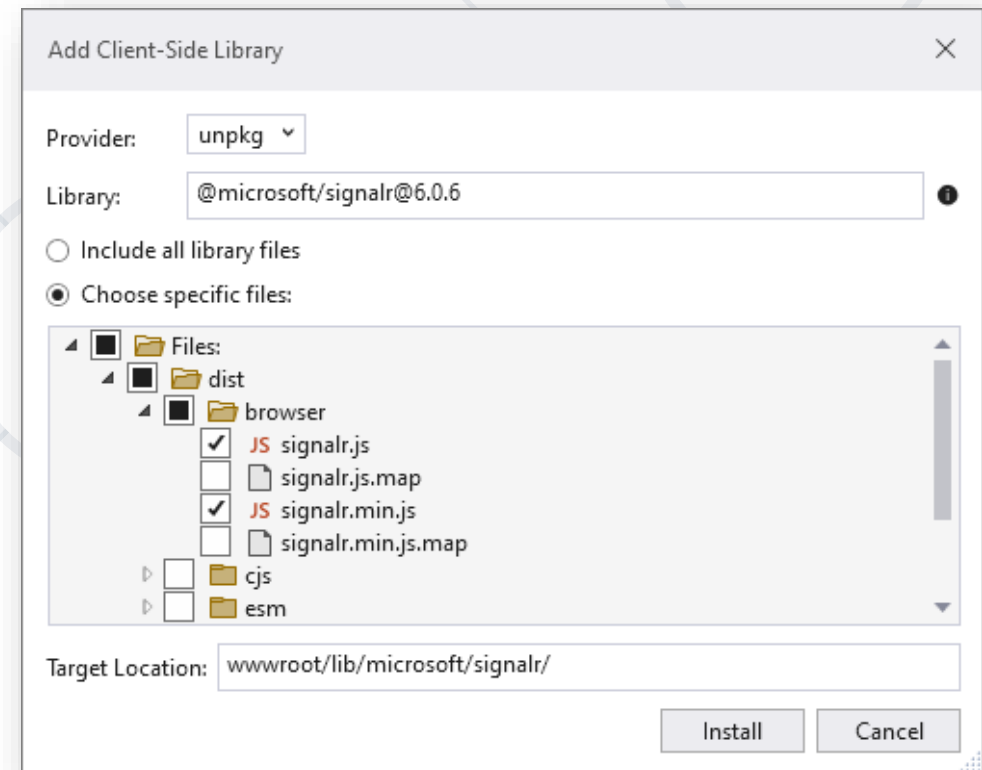 Add Client-Side Library
Provider: unpkg
Library: @microsoft/signalr@6.0.6
Include all library files
Choose specific files:
Files:
dist
browser
JS signalr.js
signalr.js.map
JS signalr.min.js
signalr.min.js.map
cjs
esm
Target Location: wwwroot/lib/microsoft/signalr/
Install Cancel